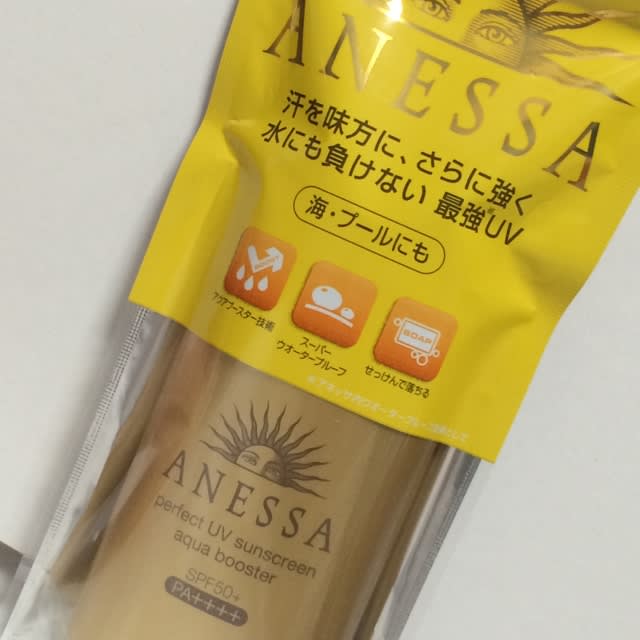 ANESSA
汗を味方に、さらに強く
水にも負けない 最強※UV
海・プールにも
アクアブースター技術
スーパー
ウォータープルーフ
SOAP
せっけんで落ちる
ANESSA
perfect UV sunscreen
aqua booster
SPF50+
PA++++